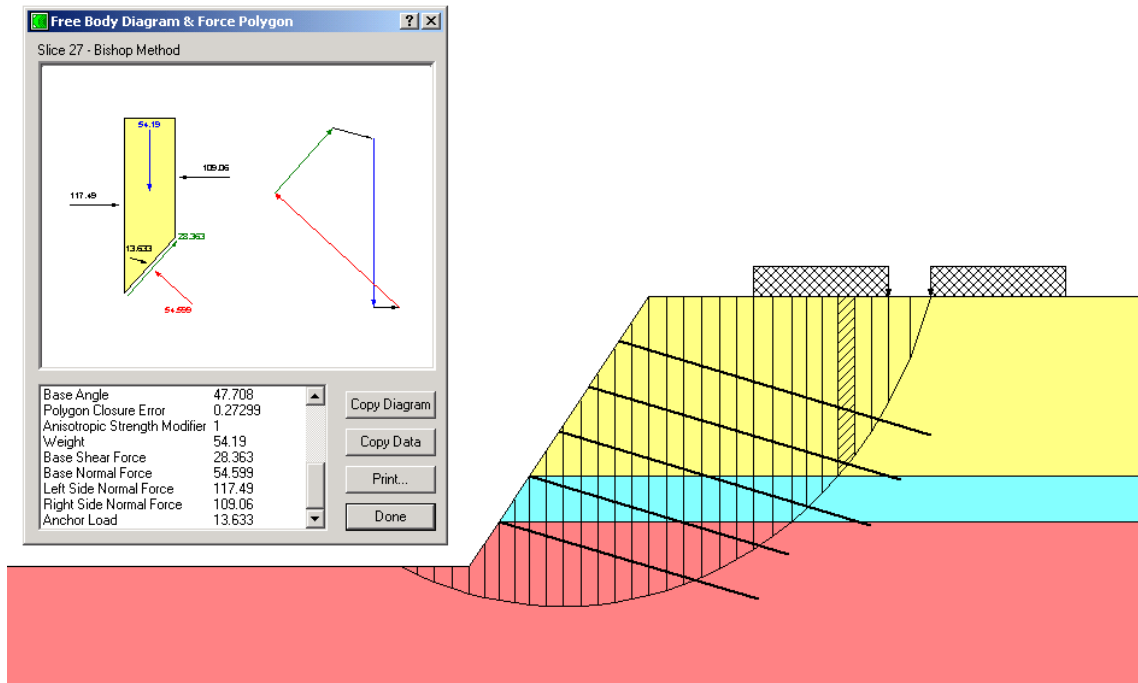 Free Body Diagram & Force Polygon
Slice 27 - Bishop Method
54.19
109.06
117.49
28.363
13.633
54.599
Base Angle 47.708
Polygon Closure Error 0.27299
Anisotropic Strength Modifier 1
Weight 54.19
Base Shear Force 28.363
Base Normal Force 54.599
Left Side Normal Force 117.49
Right Side Normal Force 109.06
Anchor Load 13.633
Copy Diagram
Copy Data
Print...
Done